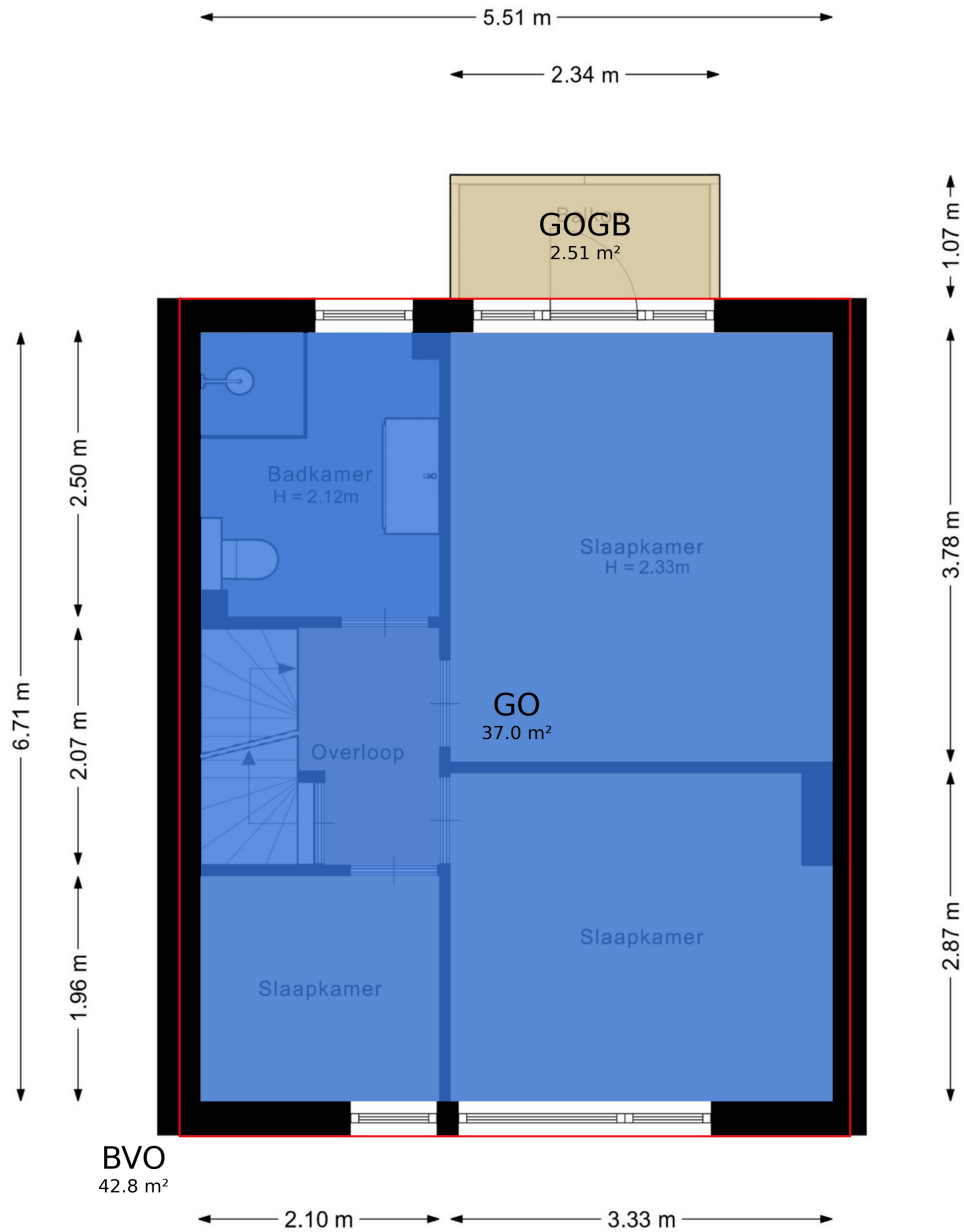 5.51 m
2.34 m
1.07 m
Balkon
GOGB
2.51 m²
2.50 m
Badkamer
H = 2.12m
3.78 m
Slaapkamer
H = 2.33m
6.71 m
2.07 m
GO
37.0 m²
Overloop
1.96 m
Slaapkamer
2.87 m
Slaapkamer
BVO
42.8 m²
2.10 m
3.33 m